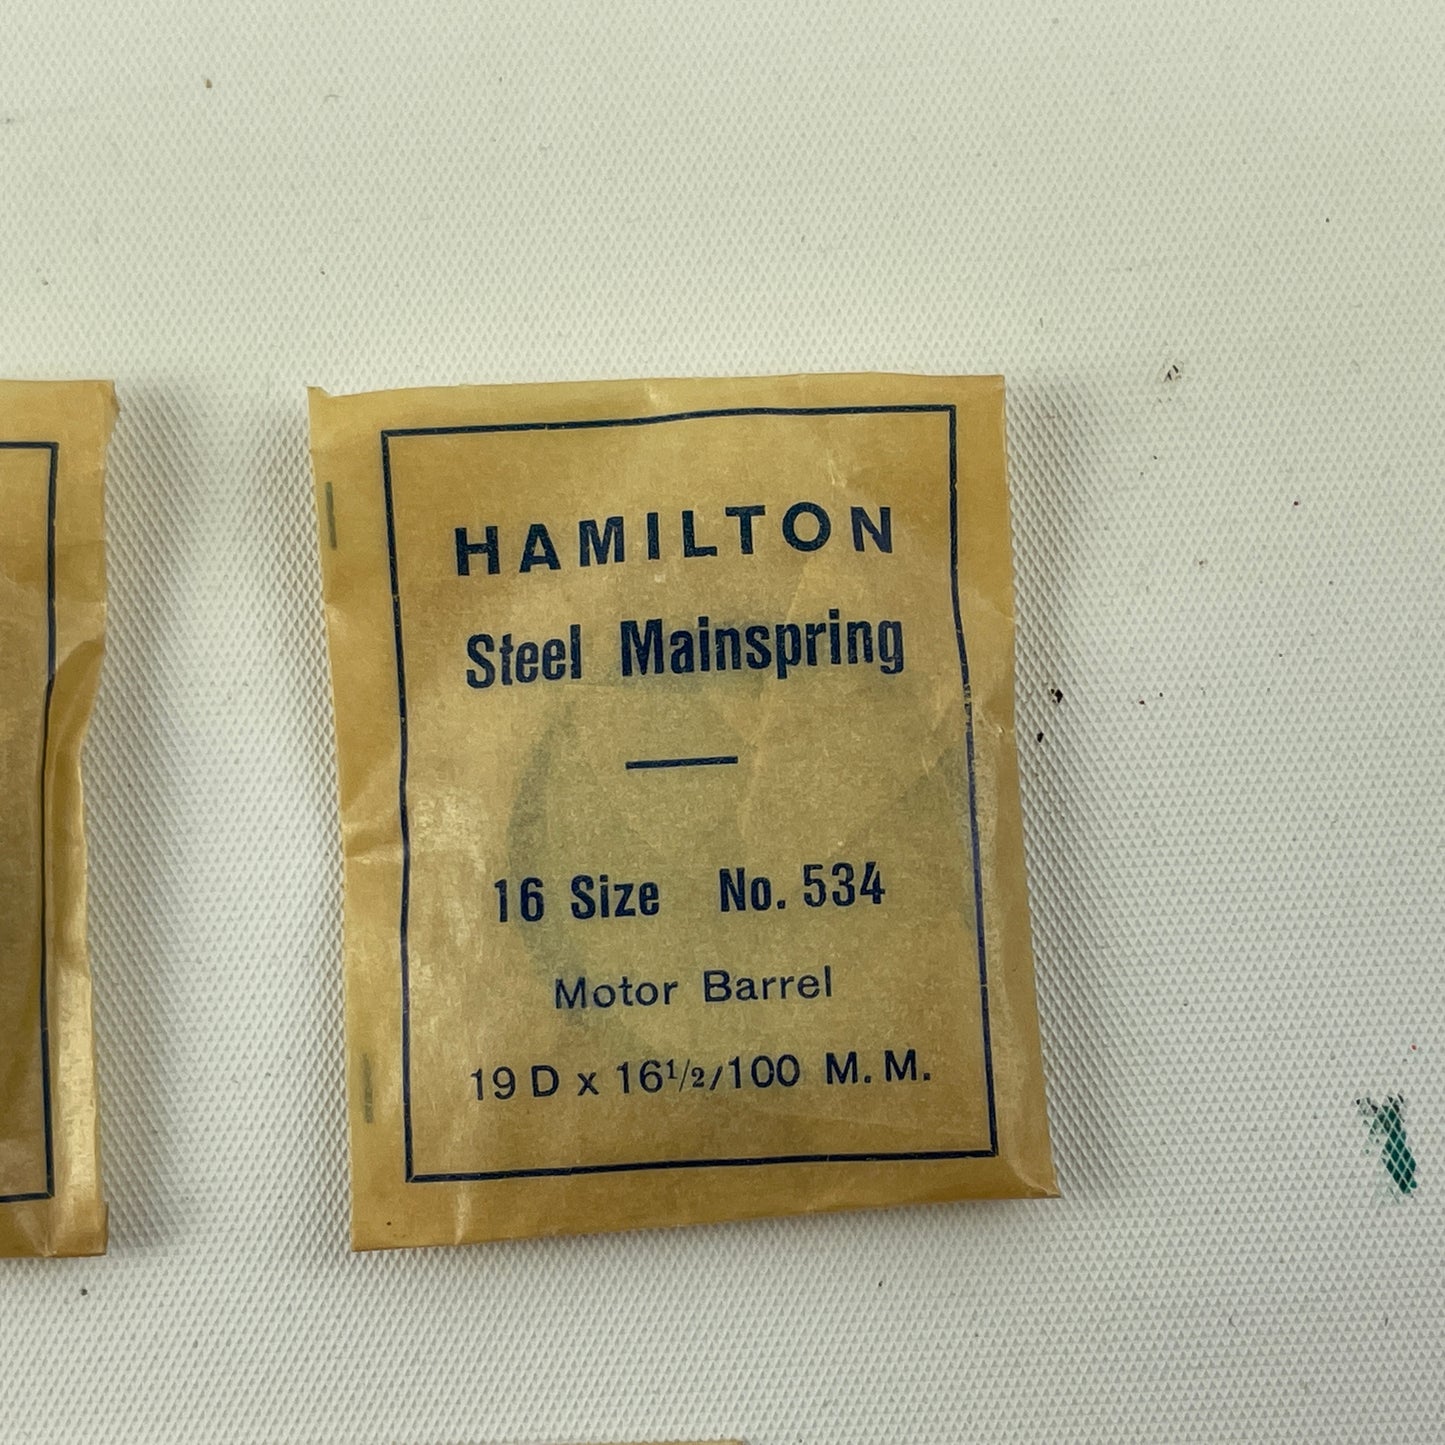 HAMILTON
Steel Mainspring
16 Size No. 534
Motor Barrel
19 D x 16 1/2/100 M. M.